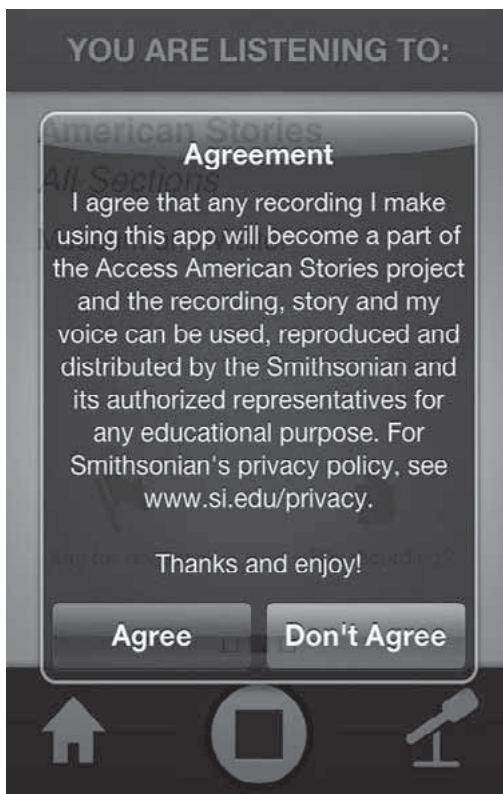 YOU ARE LISTENING TO:
American Stories
All Sections
Agreement
I agree that any recording I make
using this app will become a part of
the Access American Stories project
and the recording, story and my
voice can be used, reproduced and
distributed by the Smithsonian and
its authorized representatives for
any educational purpose. For
Smithsonian's privacy policy, see
www.si.edu/privacy.
Thanks and enjoy!
Agree
Don't Agree